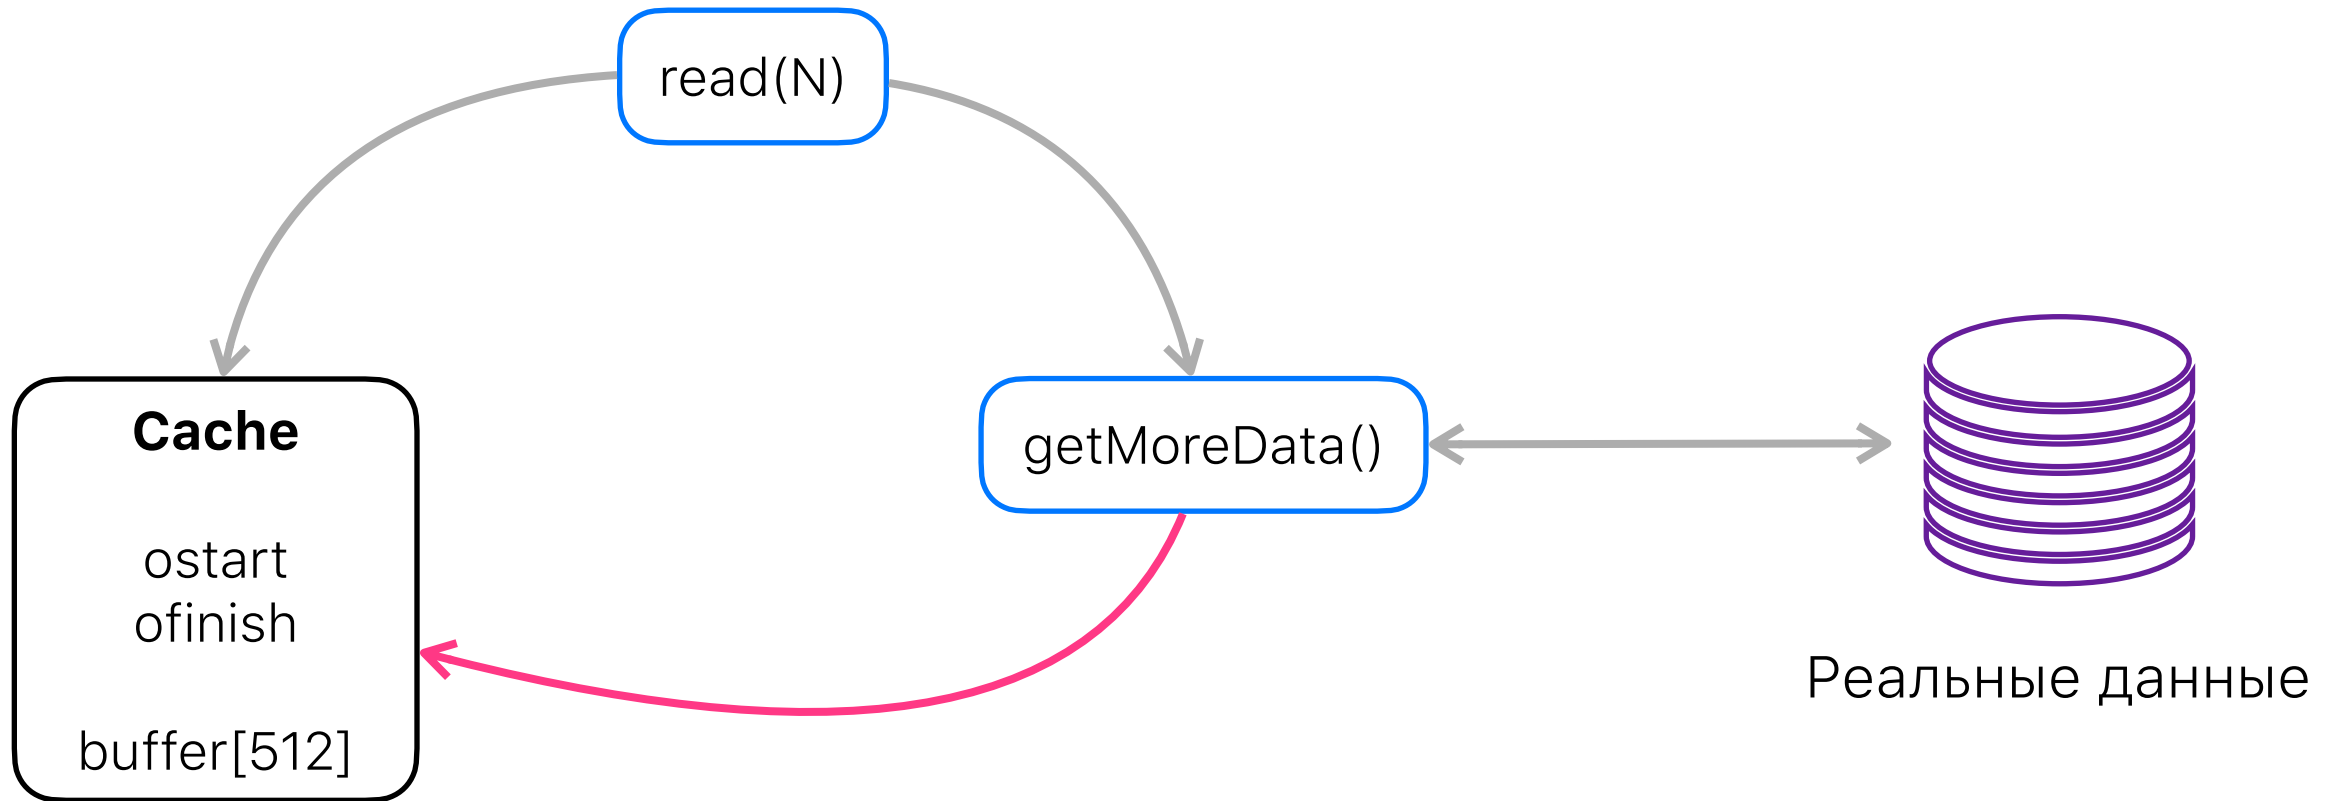 read(N)
Cache
ostart
ofinish
buffer[512]
getMoreData()
Реальные данные